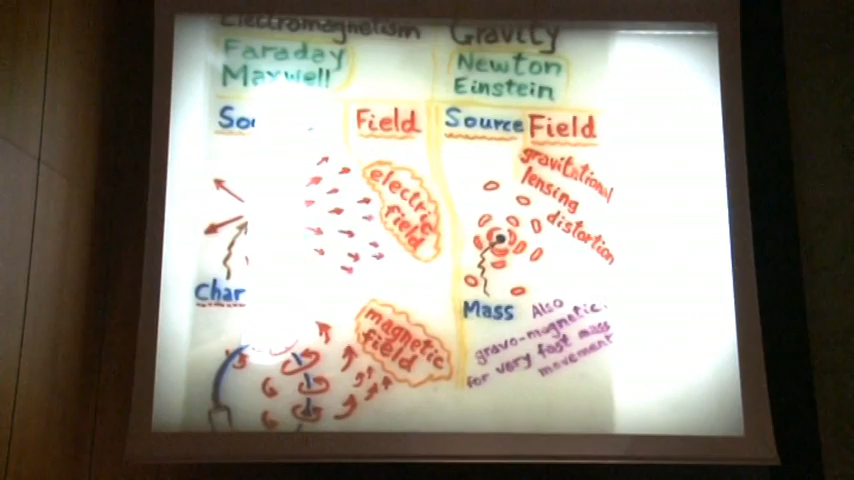 Electromagnetism
Faraday
Maxwell
Field
electric
field
magnetic
field
Gravity
Newton
Einstein
Source Field
gravitational
lensing
distortion
Mass
Also
gravo-magnetic.
for very fast mass
movement